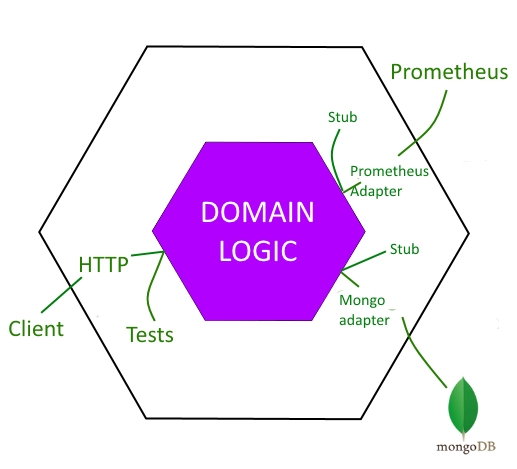 Prometheus
Stub
Prometheus
Adapter
DOMAIN
LOGIC
Stub
HTTP
Mongo
adapter
Client
Tests
mongoDB